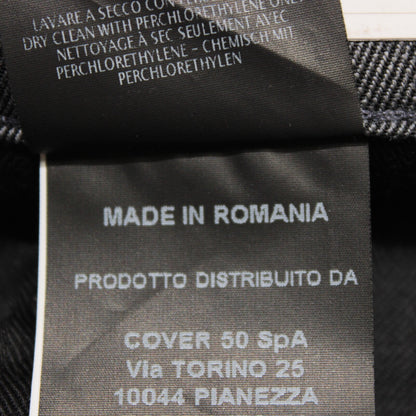 LAVARE A SECCO CON PERCHLORETHYLENE
DRY CLEAN WITH PERCHLORETHYLENE ONLY
NETTOYAGE À SEC SEULEMENT AVEC
PERCHLORETHYLENE - CHEMISCH MIT
PERCHLORETHYLEN
MADE IN ROMANIA
PRODOTTO DISTRIBUITO DA
COVER 50 SpA
Via TORINO 25
10044 PIANEZZA